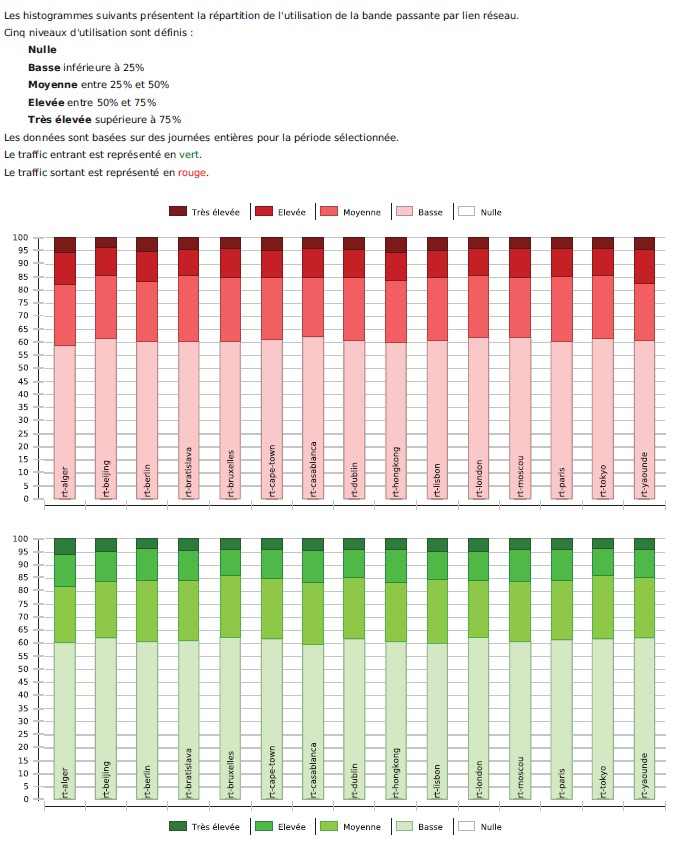 Les histogrammes suivants présentent la répartition de l'utilisation de la bande passante par lien réseau.
Cinq niveaux d'utilisation sont définis :
Nulle
Basse inférieure à 25%
Moyenne entre 25% et 50%
Elevée entre 50% et 75%
Très élevée supérieure à 75%
Les données sont basées sur des journées entières pour la période sélectionnée.
Le traffic entrant est représenté en vert.
Le traffic sortant est représenté en rouge.
Très élevée Elevée Moyenne Basse Nulle
100
95
90
85
80
75
70
65
60
55
50
45
40
35
30
25
20
15
10
5
0
rt-alger
rt-beijing
rt-berlin
rt-bratislava
rt-bruxelles
rt-cape-town
rt-casablanca
rt-dublin
rt-hongkong
rt-lisbon
rt-london
rt-moscou
rt-paris
rt-tokyo
rt-yaounde
100
95
90
85
80
75
70
65
60
55
50
45
40
35
30
25
20
15
10
5
0
rt-alger
rt-beijing
rt-berlin
rt-bratislava
rt-bruxelles
rt-cape-town
rt-casablanca
rt-dublin
rt-hongkong
rt-lisbon
rt-london
rt-moscou
rt-paris
rt-tokyo
rt-yaounde
Très élevée Elevée Moyenne Basse Nulle